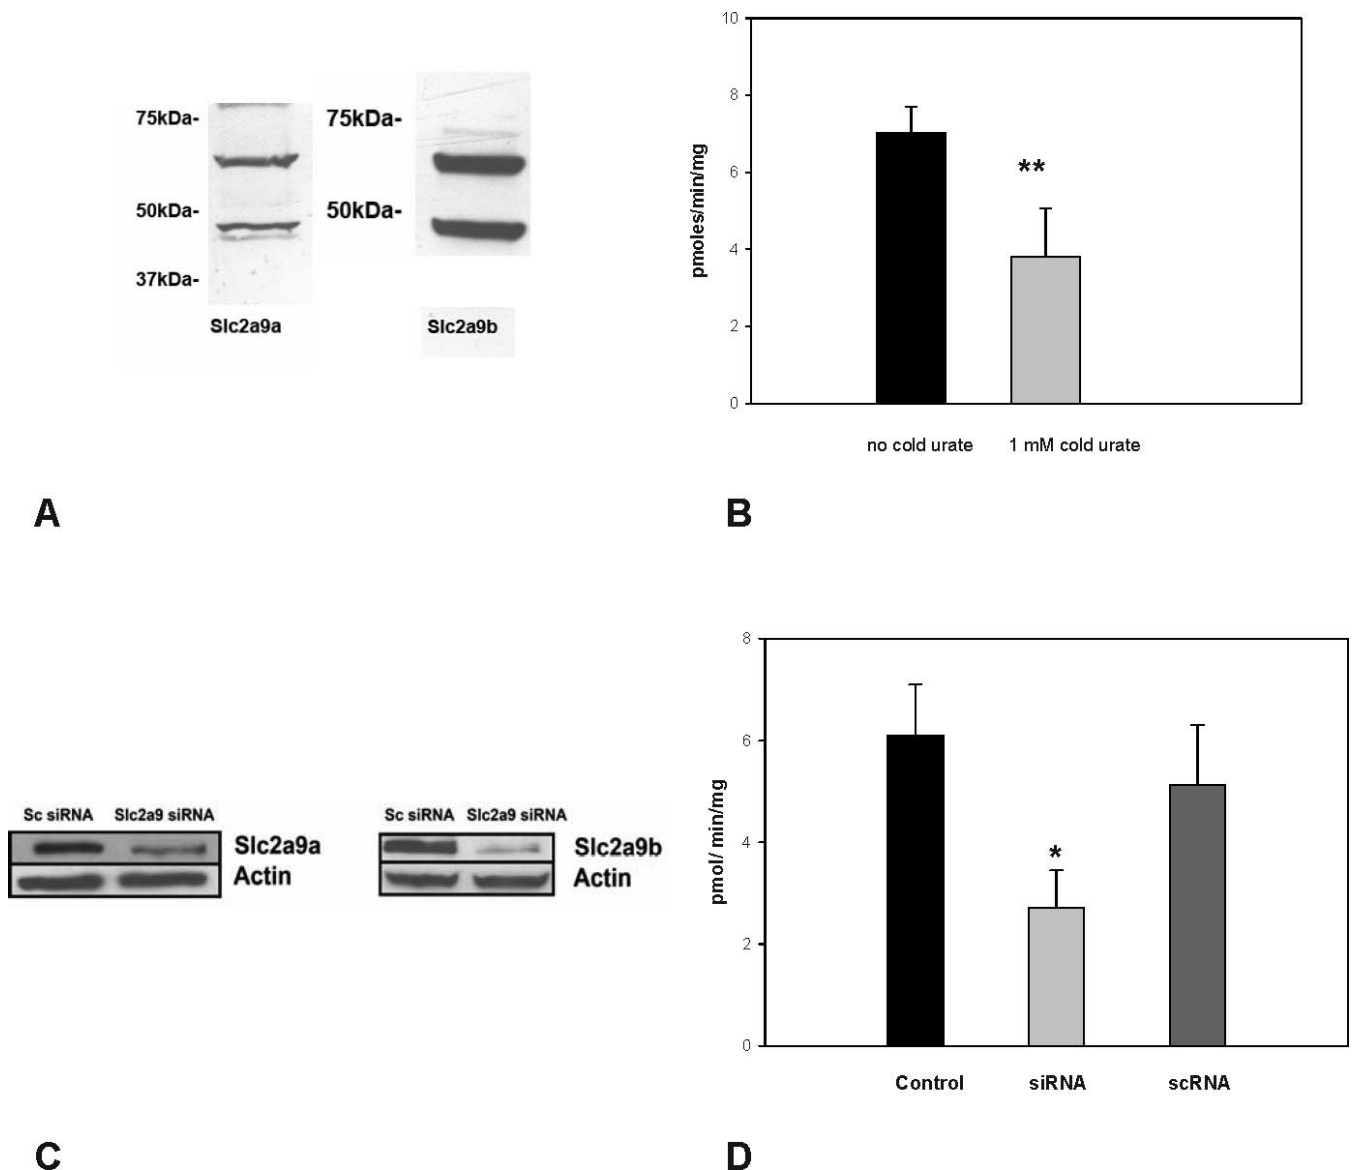 75kDa-
50kDa-
37kDa-
Slc2a9a
75kDa-
50kDa-
Slc2a9b
A
10
8
6
4
2
0
pmoles/min/mg
**
no cold urate 1 mM cold urate
B
Sc siRNA Slc2a9 siRNA
Slc2a9a
Actin
Sc siRNA Slc2a9 siRNA
Slc2a9b
Actin
C
8
6
4
2
0
pmol/ min/mg
*
Control siRNA scRNA
D